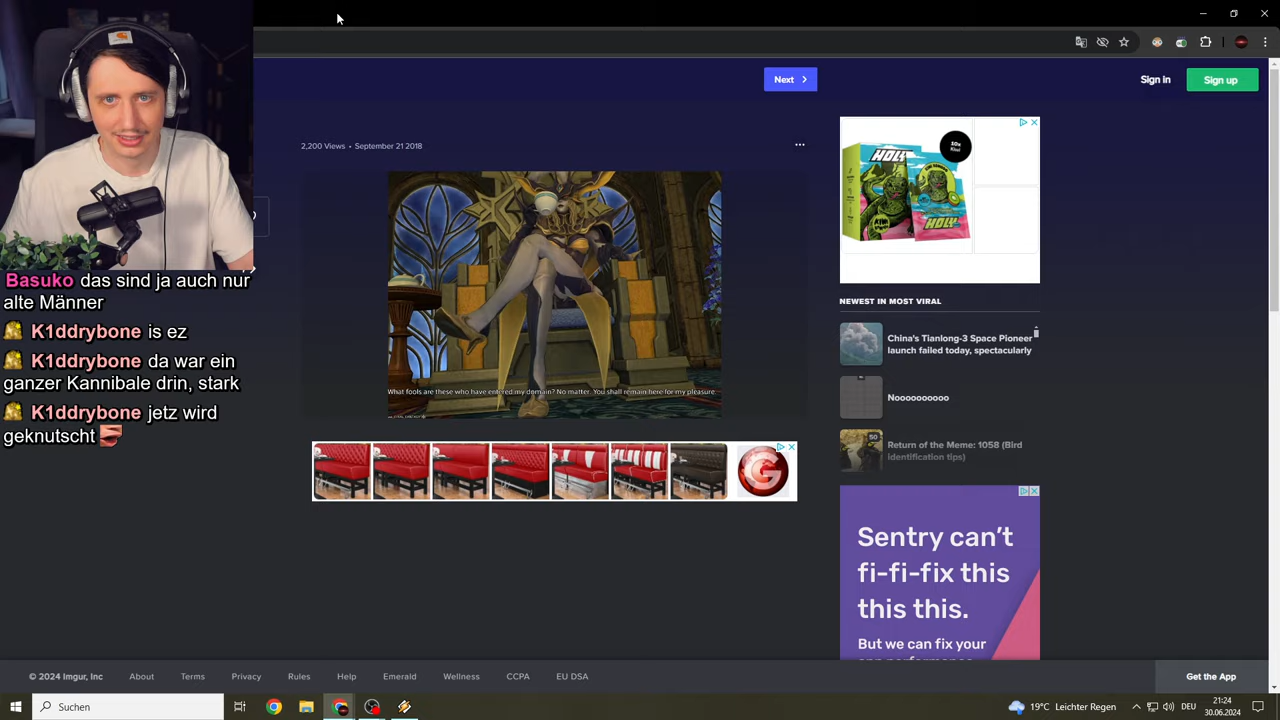 Next
Sign in
Sign up
2,200 Views • September 21 2018
What fools are these who have entered my domain? No matter. You shall remain here for my pleasure
Basuko das sind ja auch nur
alte Männer
K1ddrybone is ez
K1ddrybone da war ein
ganzer Kannibale drin, stark
K1ddrybone jetz wird
geknutscht
HOLY
HOLY
NEWEST IN MOST VIRAL
China's Tianlong-3 Space Pioneer
launch failed today, spectacularly
Noooooooooo
50
Return of the Meme: 1058 (Bird
identification tips)
G
Sentry can't
fi-fi-fix this
this this.
But we can fix your
© 2024 Imgur, Inc
About
Terms
Privacy
Rules
Help
Emerald
Wellness
CCPA
EU DSA
Get the App
Suchen
19°C Leichter Regen
DEU
21:24
30.06.2024